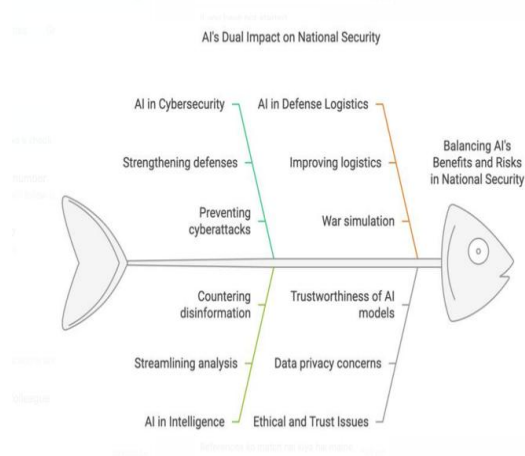 AI's Dual Impact on National Security
AI in Cybersecurity
Strengthening defenses
Preventing
cyberattacks
AI in Defense Logistics
Improving logistics
War simulation
Balancing AI's
Benefits and Risks
in National Security
Countering
disinformation
Streamlining analysis
AI in Intelligence
Trustworthiness of AI
models
Data privacy concerns
Ethical and Trust Issues